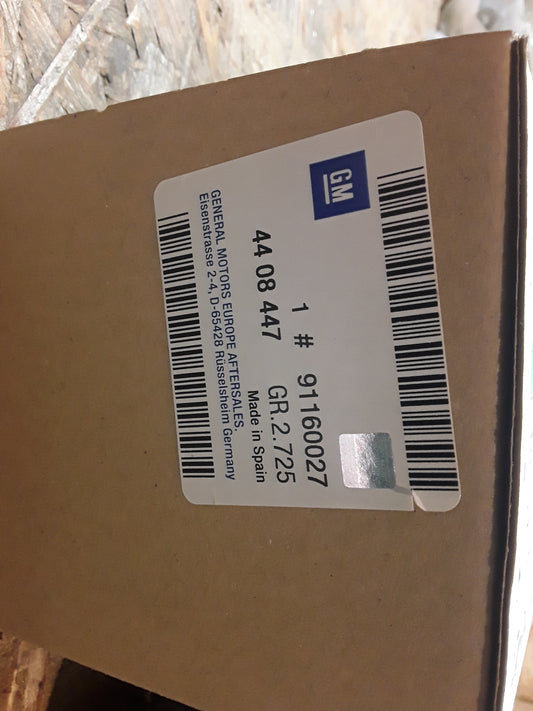 GM
1 # 91160027
44 08 447 GR.2.725
Made in Spain
GENERAL MOTORS EUROPE AFTERSALES.
Eisenstrasse 2-4, D-65428 Rüsselsheim Germany